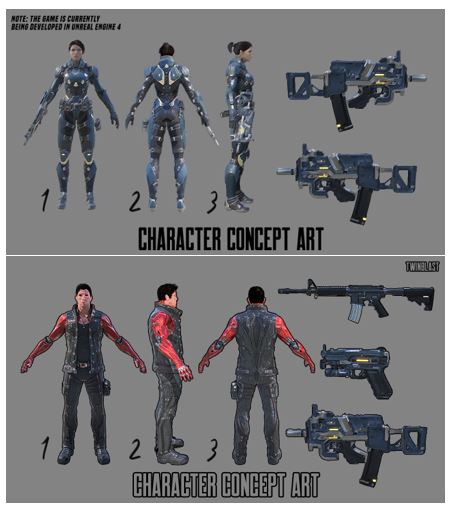 NOTE: THE GAME IS CURRENTLY
BEING DEVELOPED IN UNREAL ENGINE 4
1 2 3
CHARACTER CONCEPT ART
TWINBLAST
1 2 3
CHARACTER CONCEPT ART